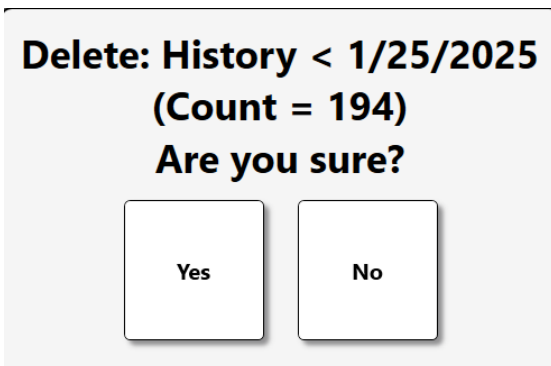 Delete: History < 1/25/2025
(Count = 194)
Are you sure?
Yes
No